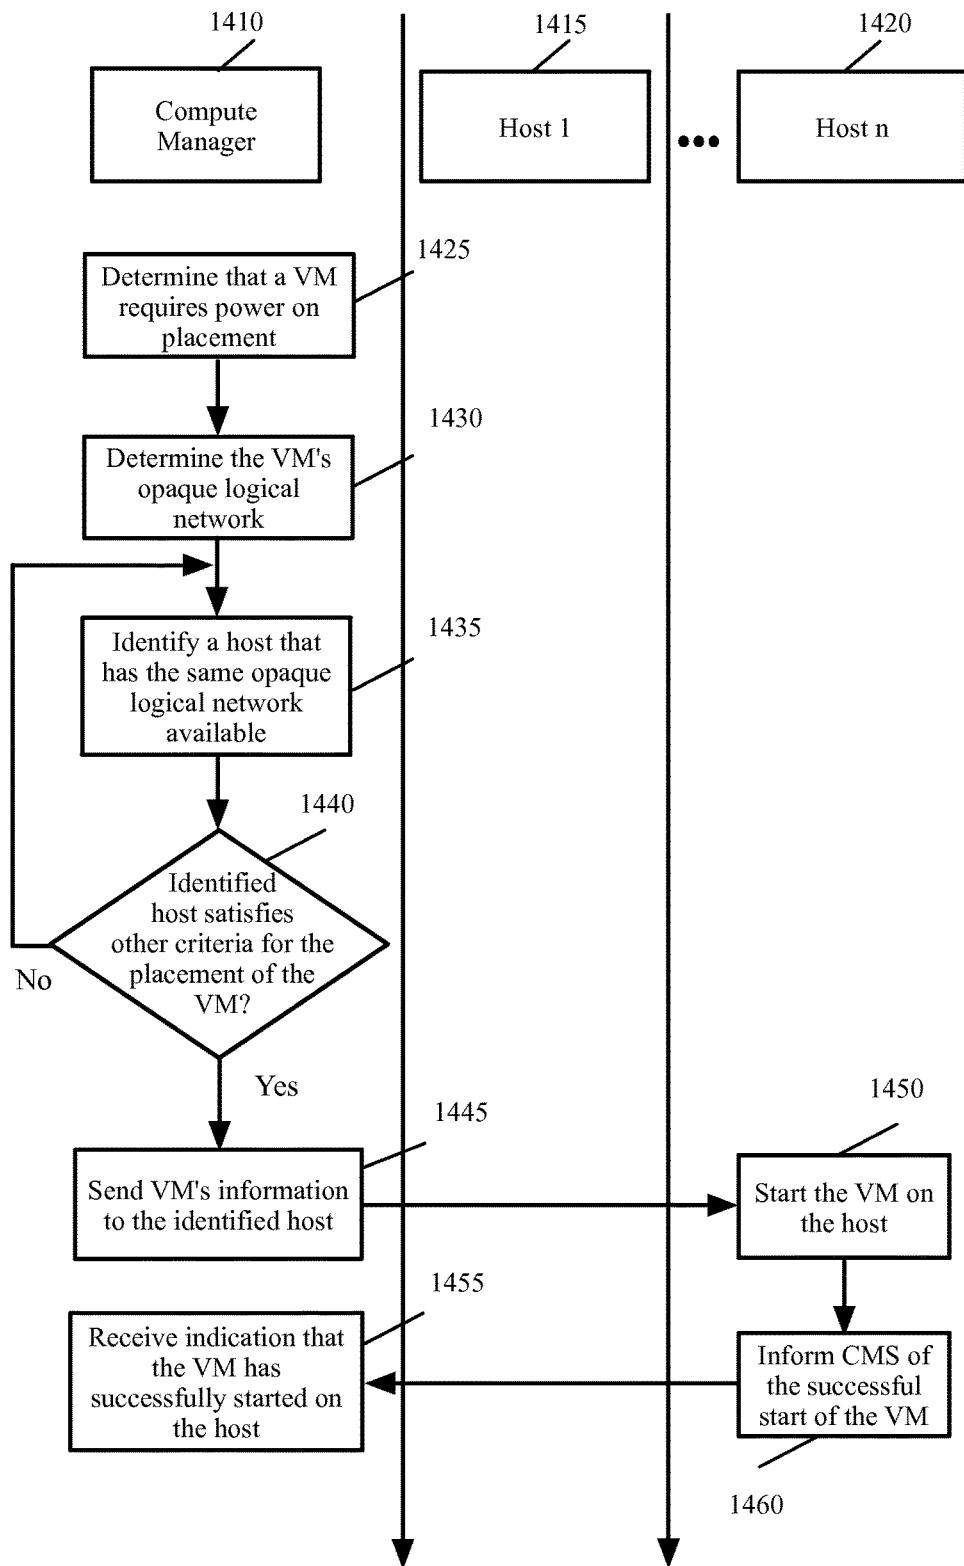 1410
1415
1420
Compute
Manager
Host 1
Host n
1425
Determine that a VM
requires power on
placement
1430
Determine the VM's
opaque logical
network
1435
Identify a host that
has the same opaque
logical network
available
1440
Identified
host satisfies
other criteria for the
placement of the
VM?
No
Yes
1445
Send VM's information
to the identified host
1450
Start the VM on
the host
1455
Receive indication that
the VM has
successfully started on
the host
Inform CMS of
the successful
start of the VM
1460